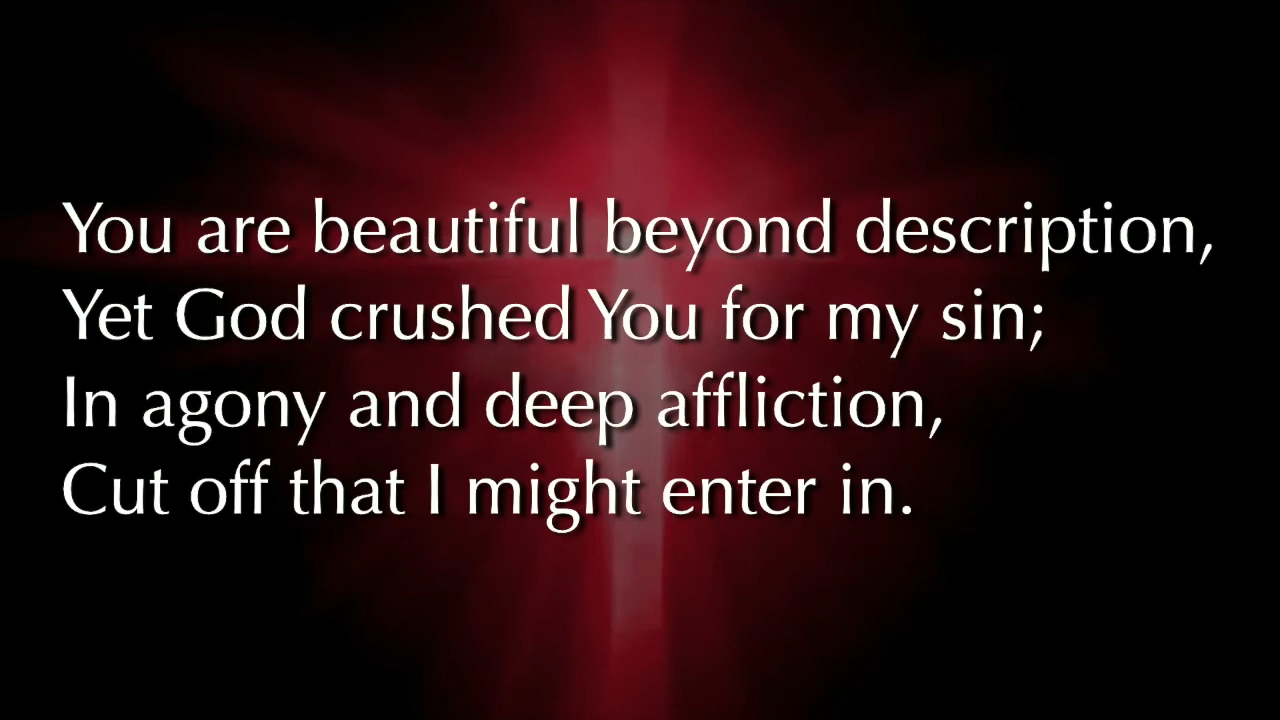 You are beautiful beyond description,
Yet God crushed You for my sin;
In agony and deep affliction,
Cut off that I might enter in.